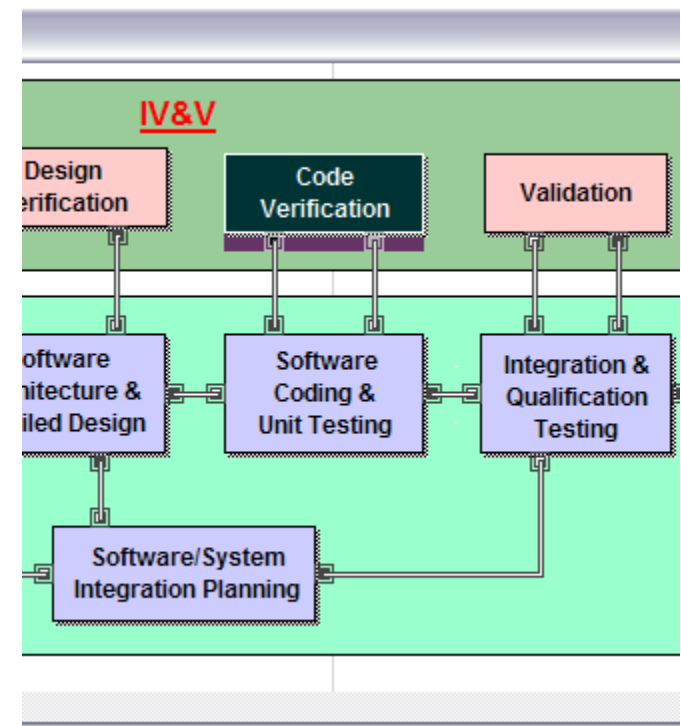 IV&V
Design
erification
Code
Verification
Validation
oftware
hitecture &
iled Design
Software
Coding &
Unit Testing
Integration &
Qualification
Testing
Software/System
Integration Planning